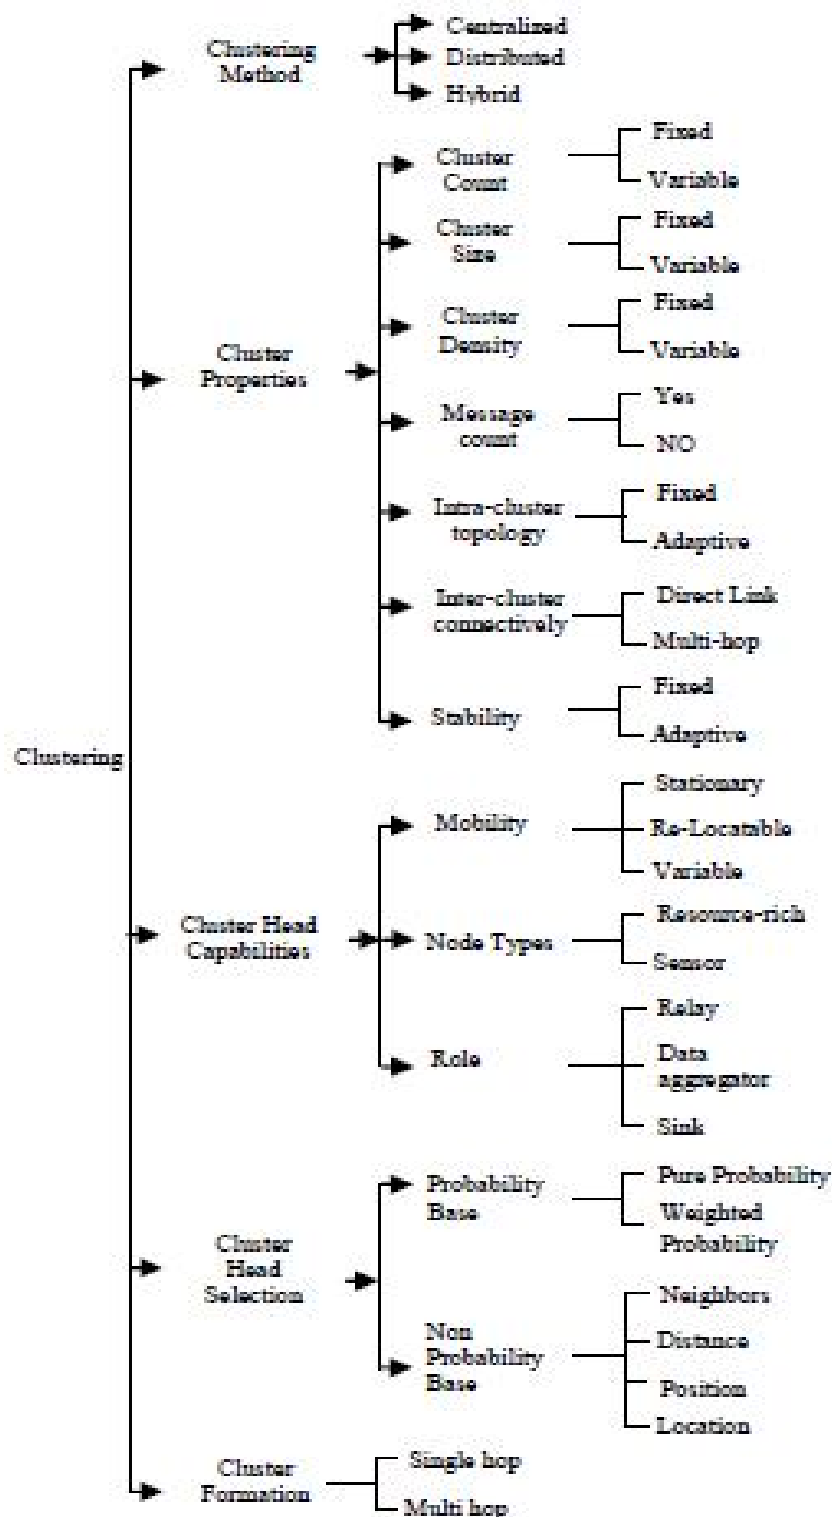 Clustering
Clustering
Method
Centralized
Distributed
Hybrid
Cluster
Properties
Cluster
Count
Fixed
Variable
Cluster
Size
Fixed
Variable
Cluster
Density
Fixed
Variable
Message
count
Yes
NO
Intra-cluster
topology
Fixed
Adaptive
Inter-cluster
connectively
Direct Link
Multi-hop
Stability
Fixed
Adaptive
Cluster Head
Capabilities
Mobility
Stationary
Re-Locatable
Variable
Node Types
Resource-rich
Sensor
Role
Relay
Data
aggregator
Sink
Cluster
Head
Selection
Probability
Base
Pure Probability
Weighted
Probability
Non
Probability
Base
Neighbors
Distance
Position
Location
Cluster
Formation
Single hop
Multi hop